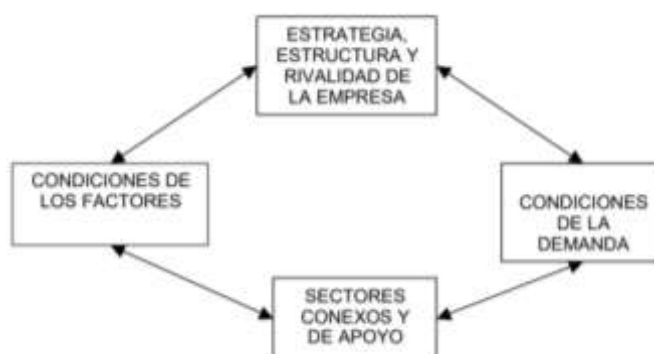 ESTRATEGIA,
ESTRUCTURA Y
RIVALIDAD DE
LA EMPRESA
CONDICIONES DE
LOS FACTORES
CONDICIONES
DE LA
DEMANDA
SECTORES
CONEXOS Y
DE APOYO